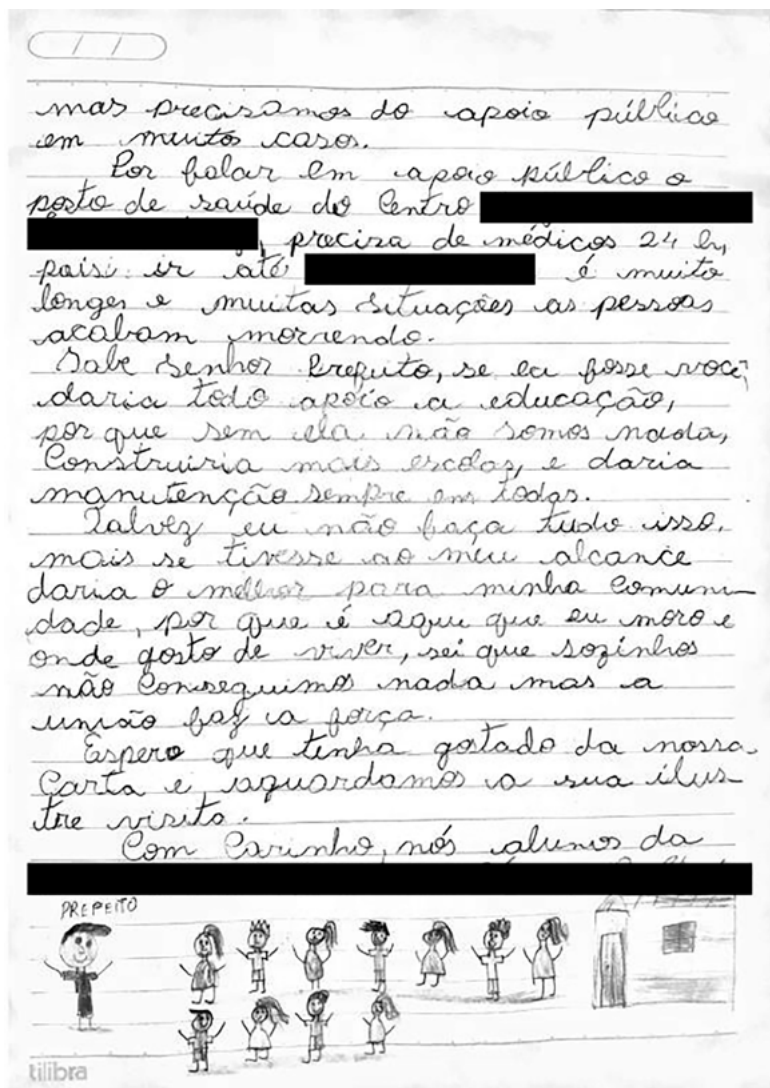 / /
mas precisamos do apoio público
em muitos casos.
Por falar em apoio público o
posto de saúde do Centro
, precisa de médicos 24 h,
poisi ir até é muito
longes e muitas situações as pessoas
acabam morrendo.
Sabe Senhor Prefeito, se eu fosse você,
daria todo apoio a educação,
por que sem ela não somos nada,
Construiria mais escolas, e daria
manutenção sempre em todas.
Talvez eu não faça tudo isso,
mais se tivesse ao meu alcance
daria o melhor para minha Comuni-
dade, por que é aqui que eu moro e
onde gosto de viver, sei que sozinhos
não Conseguimos nada mas a
união faz a força.
Espero que tenha gostado da nossa
Carta e aguardamos a sua ilus-
tre visita.
Com Carinho, nós alunos da
PREFEITO
tilibra